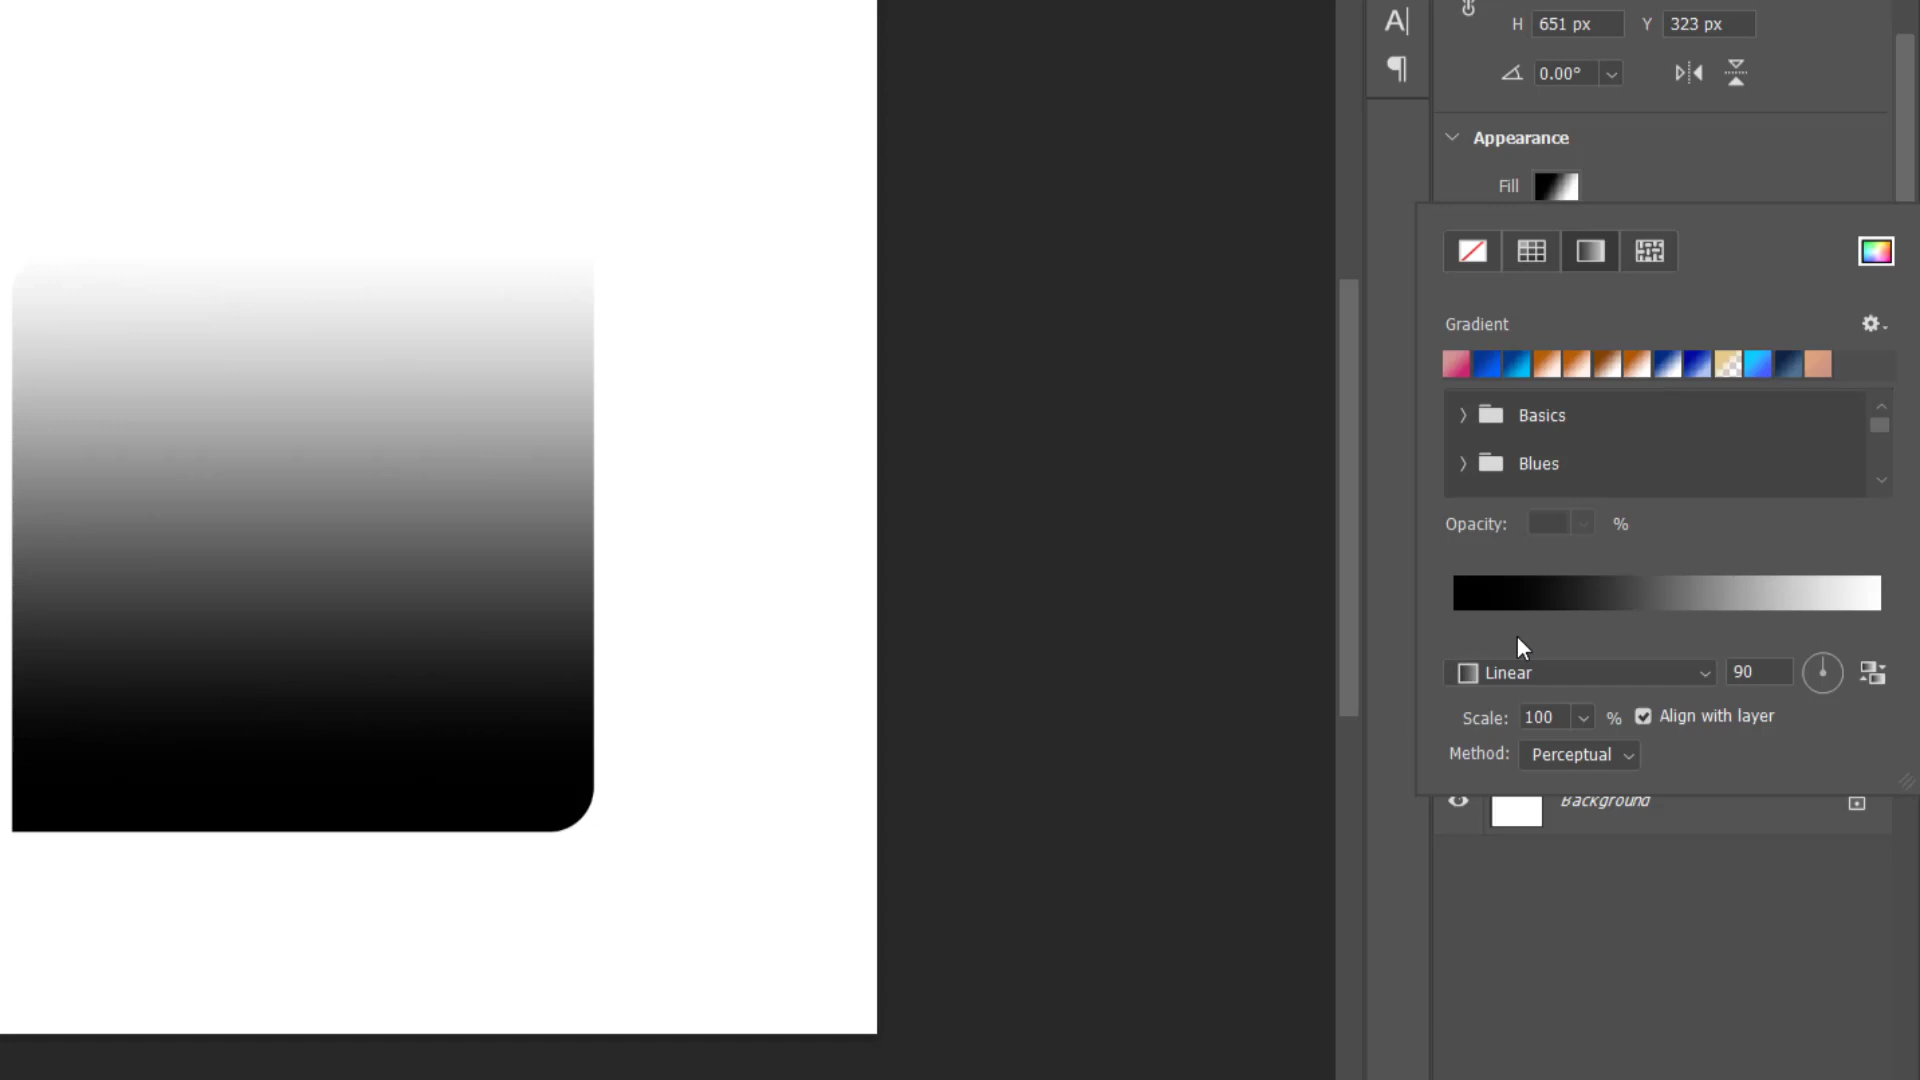 A|
H 651 px Y 323 px
0.00°
Appearance
Fill
Gradient
Basics
Blues
Opacity: %
Linear 90
Scale: 100 % Align with layer
Method: Perceptual
Background